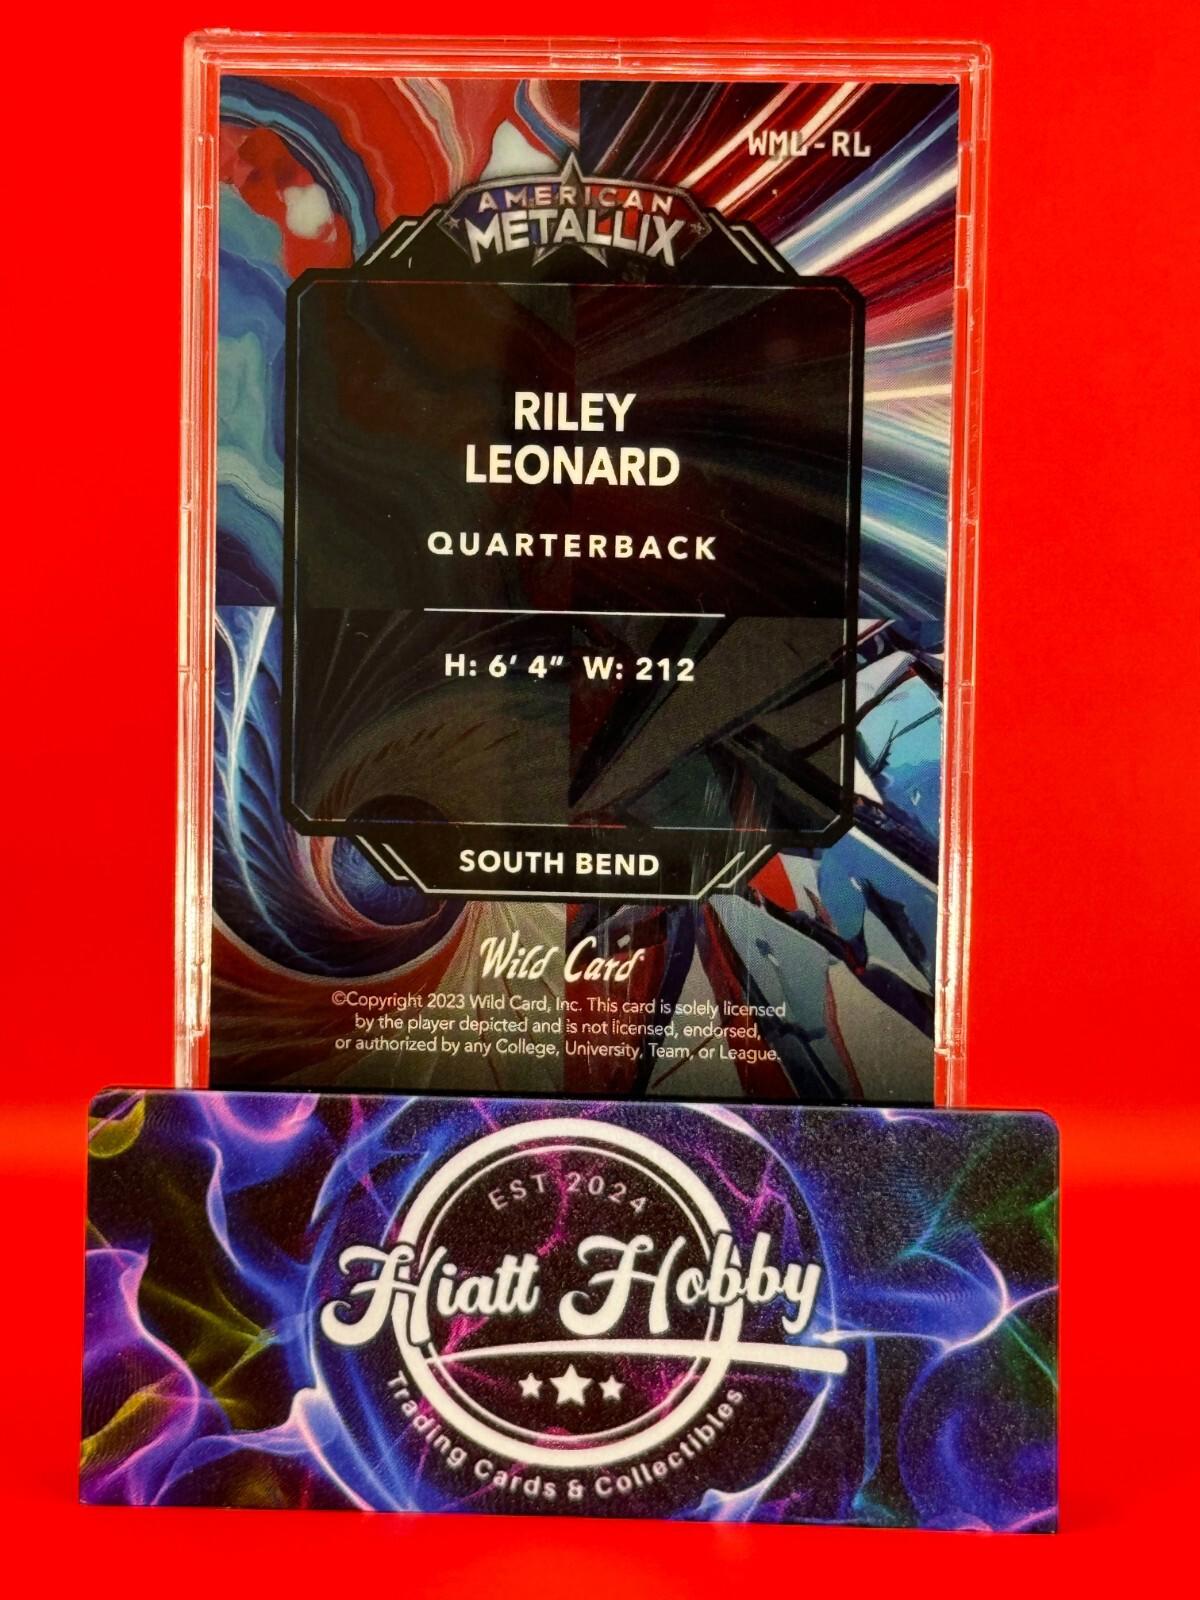 WML-RL
AMERICAN
METALLIX
RILEY
LEONARD
QUARTERBACK
H: 6' 4" W: 212
SOUTH BEND
Wild Card
©Copyright 2023 Wild Card, Inc. This card is solely licensed
by the player depicted and is not licensed, endorsed,
or authorized by any College, University, Team, or League.
EST 2024
Hiatt Hobby
Trading Cards & Collectibles